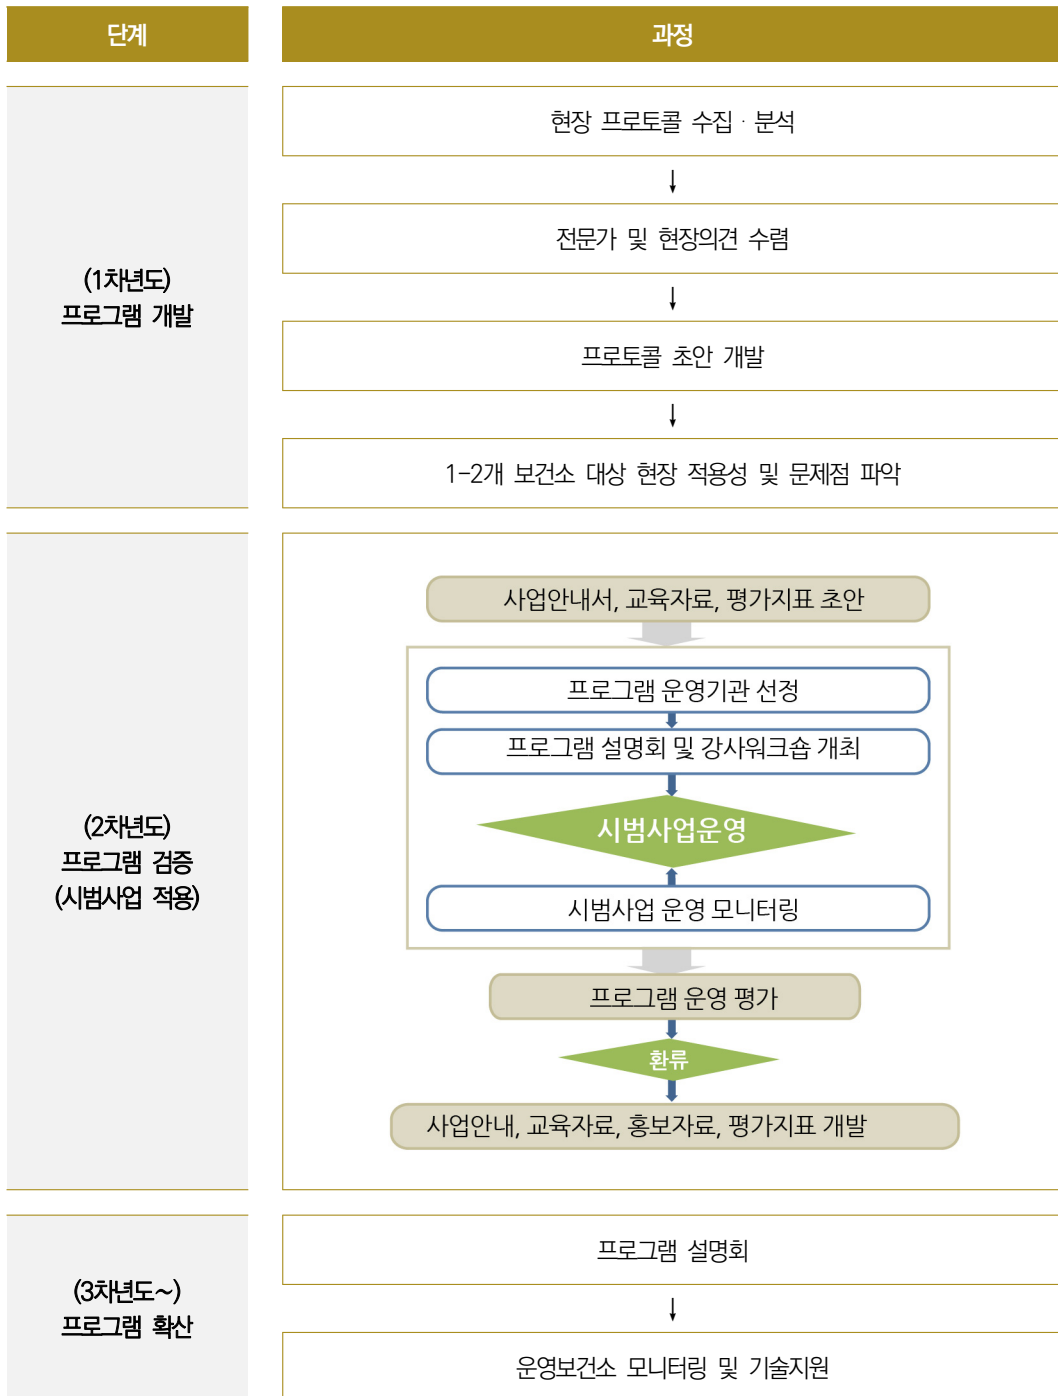 단계
과정
(1차년도)
프로그램 개발
현장 프로토콜 수집 · 분석
↓
전문가 및 현장의견 수렴
↓
프로토콜 초안 개발
↓
1-2개 보건소 대상 현장 적용성 및 문제점 파악
(2차년도)
프로그램 검증
(시범사업 적용)
사업안내서, 교육자료, 평가지표 초안
프로그램 운영기관 선정
프로그램 설명회 및 강사워크숍 개최
시범사업운영
시범사업 운영 모니터링
프로그램 운영 평가
환류
사업안내, 교육자료, 홍보자료, 평가지표 개발
(3차년도~)
프로그램 확산
프로그램 설명회
↓
운영보건소 모니터링 및 기술지원